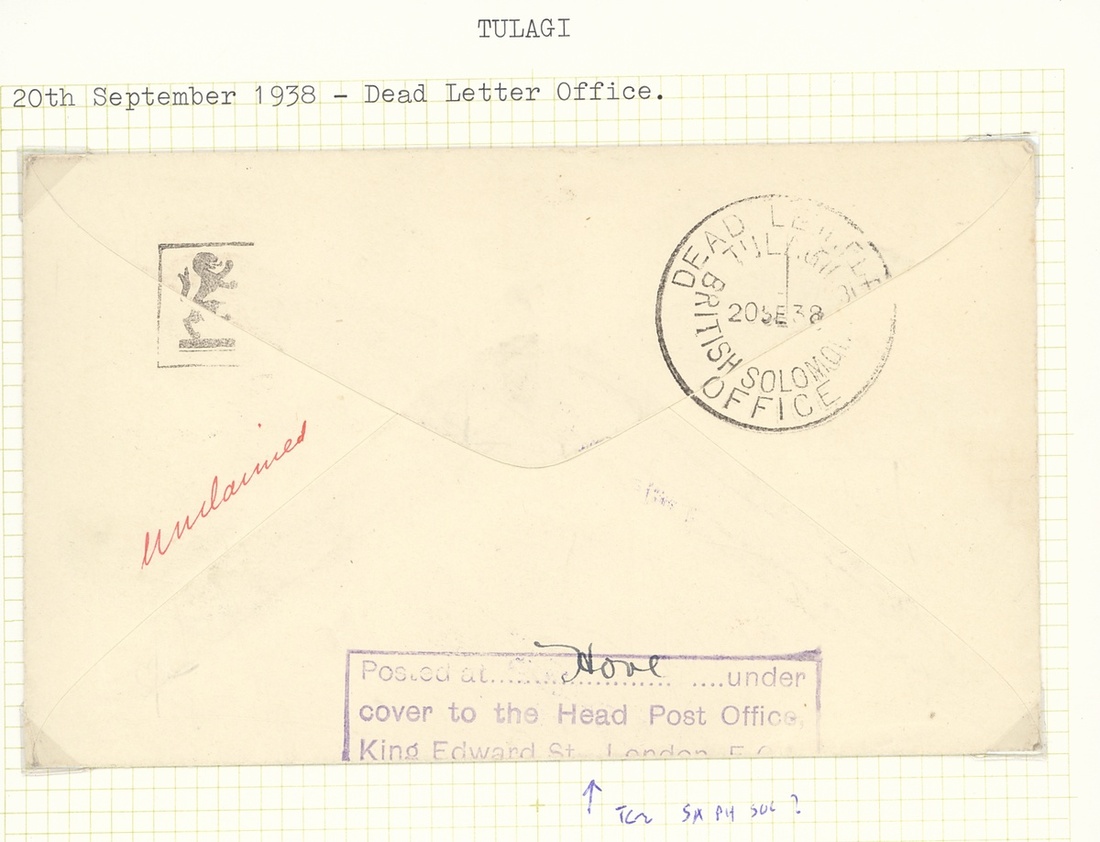 TULAGI
20th September 1938 - Dead Letter Office.
DEAD LETTER
TULAGI
BRITISH SOLOMON
20 SE 38
OFFICE
Unclaimed
Posted at........Hove........under
cover to the Head Post Office,
King Edward St., London, E.C.